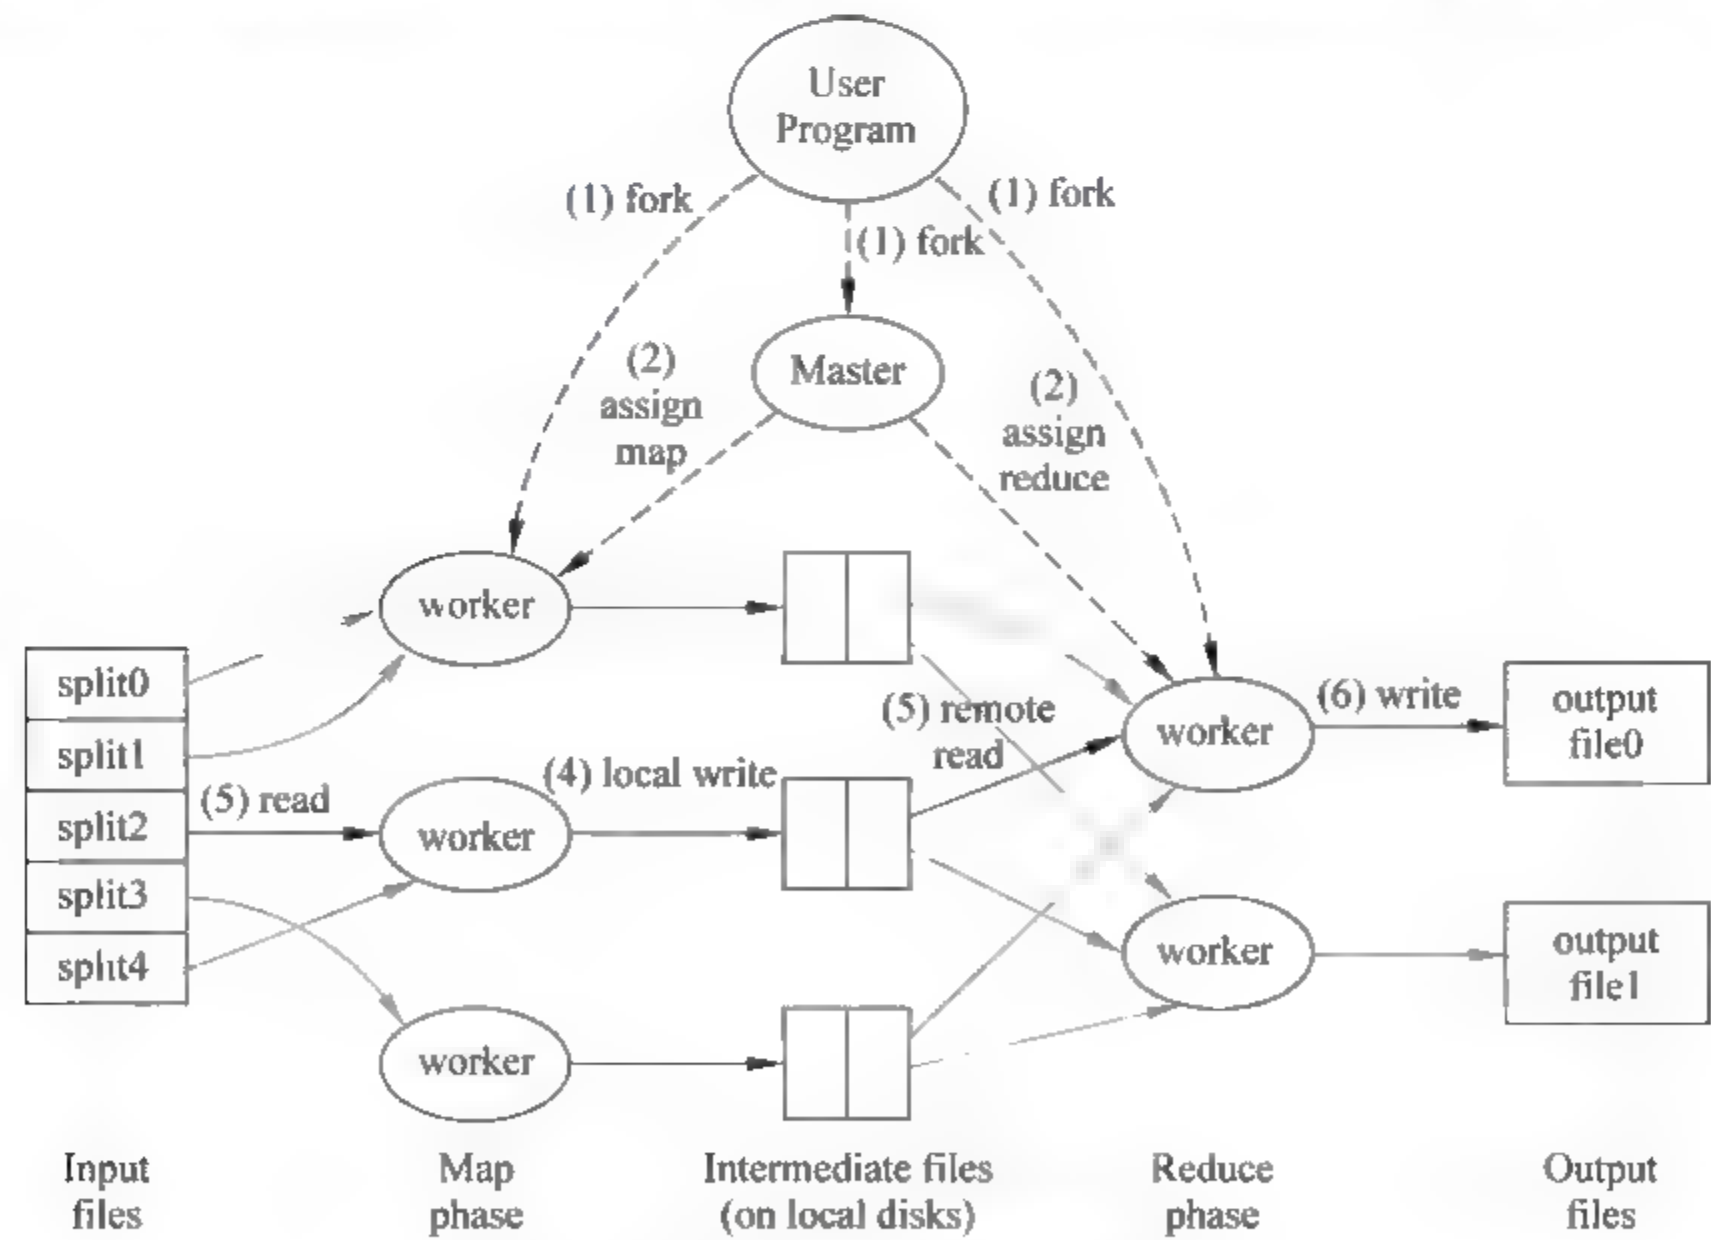 User
Program
(1) fork
(1) fork
(1) fork
Master
(2)
assign
map
(2)
assign
reduce
worker
split0
split1
split2
split3
split4
(5) read
worker
(4) local write
worker
(5) remote
read
worker
(6) write
output
file0
worker
output
file1
Input
files
Map
phase
Intermediate files
(on local disks)
Reduce
phase
Output
files